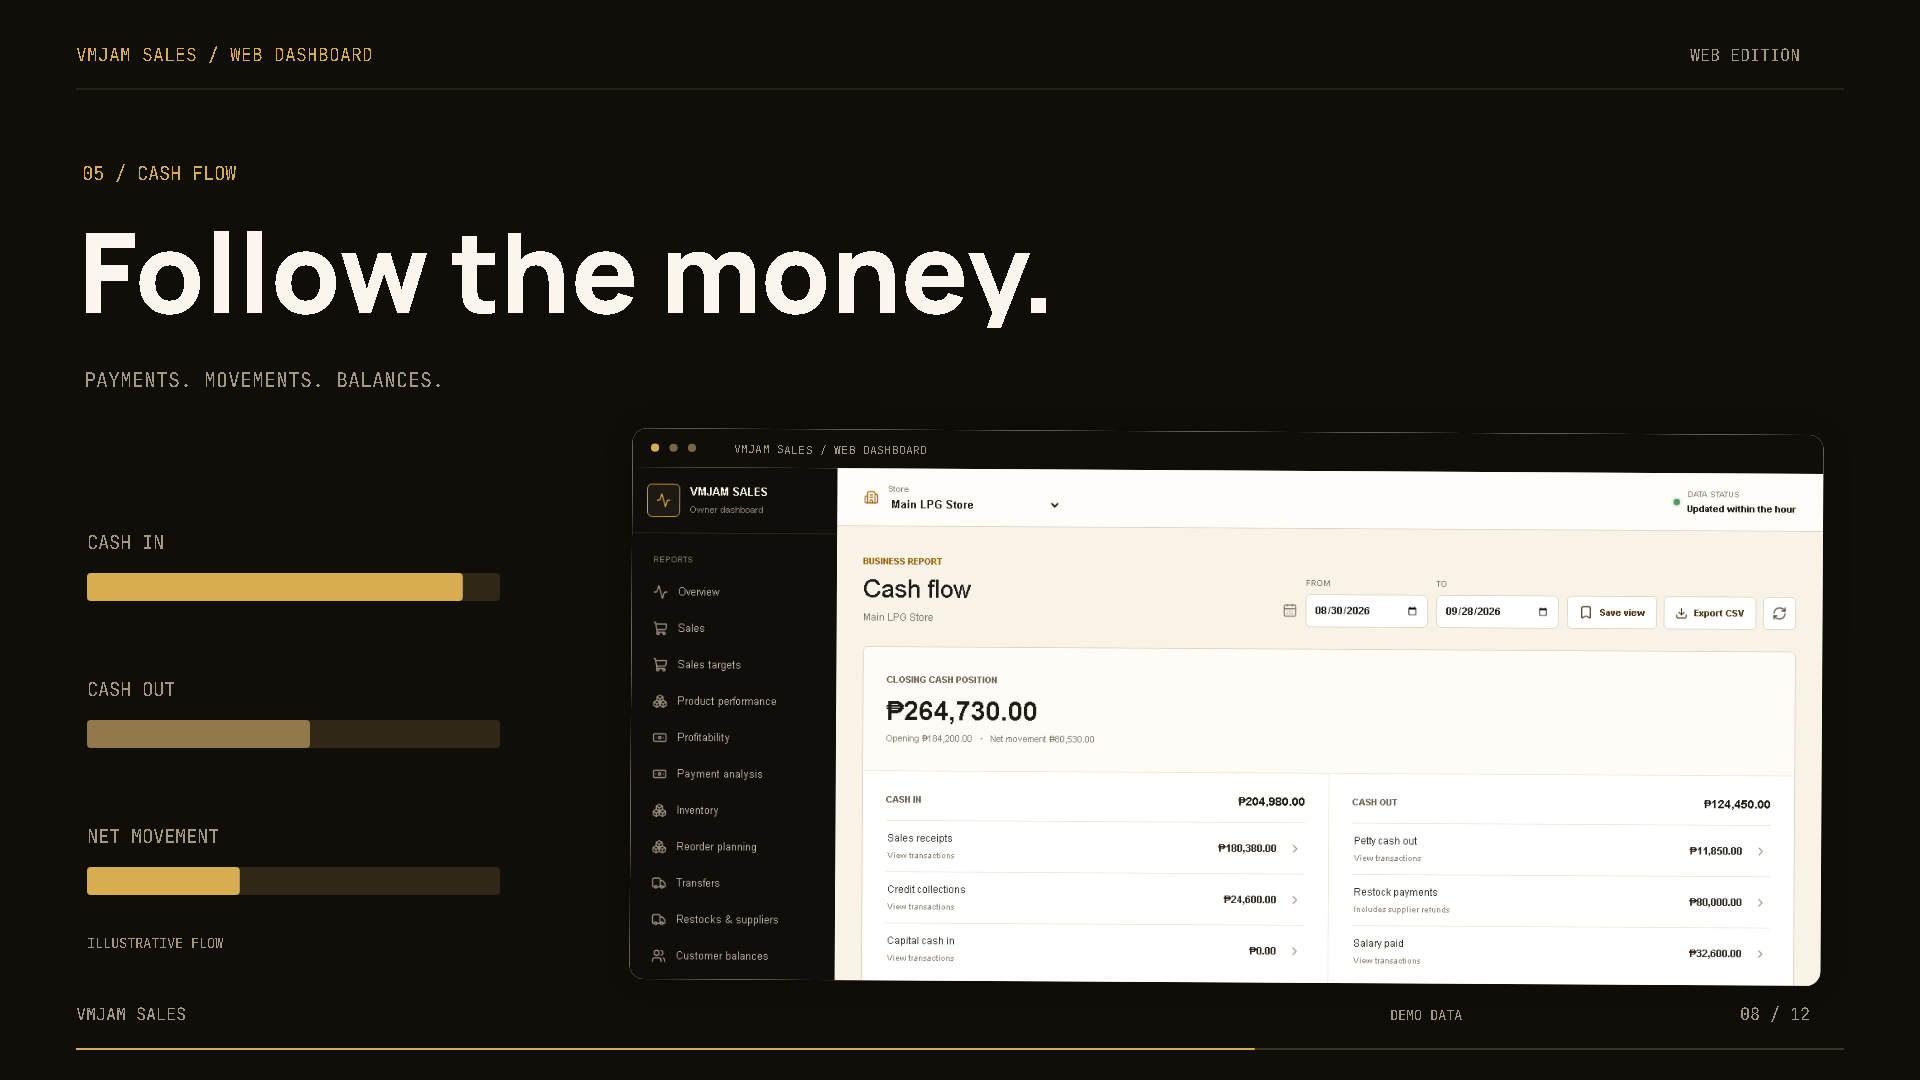 VMJAM SALES / WEB DASHBOARD
WEB EDITION
05 / CASH FLOW
Follow the money.
PAYMENTS. MOVEMENTS. BALANCES.
CASH IN
CASH OUT
NET MOVEMENT
ILLUSTRATIVE FLOW
VMJAM SALES / WEB DASHBOARD
VMJAM SALES
Owner dashboard
REPORTS
Overview
Sales
Sales targets
Product performance
Profitability
Payment analysis
Inventory
Reorder planning
Transfers
Restocks & suppliers
Customer balances
Store
Main LPG Store
DATA STATUS
Updated within the hour
BUSINESS REPORT
Cash flow
Main LPG Store
FROM
08/30/2026
TO
09/28/2026
Save view
Export CSV
CLOSING CASH POSITION
₱264,730.00
Opening ₱184,200.00 · Net movement ₱80,530.00
CASH IN ₱204,980.00
Sales receipts
View transactions
₱180,380.00
Credit collections
View transactions
₱24,600.00
Capital cash in
View transactions
₱0.00
CASH OUT ₱124,450.00
Petty cash out
View transactions
₱11,850.00
Restock payments
Includes supplier refunds
₱80,000.00
Salary paid
View transactions
₱32,600.00
VMJAM SALES
DEMO DATA
08 / 12